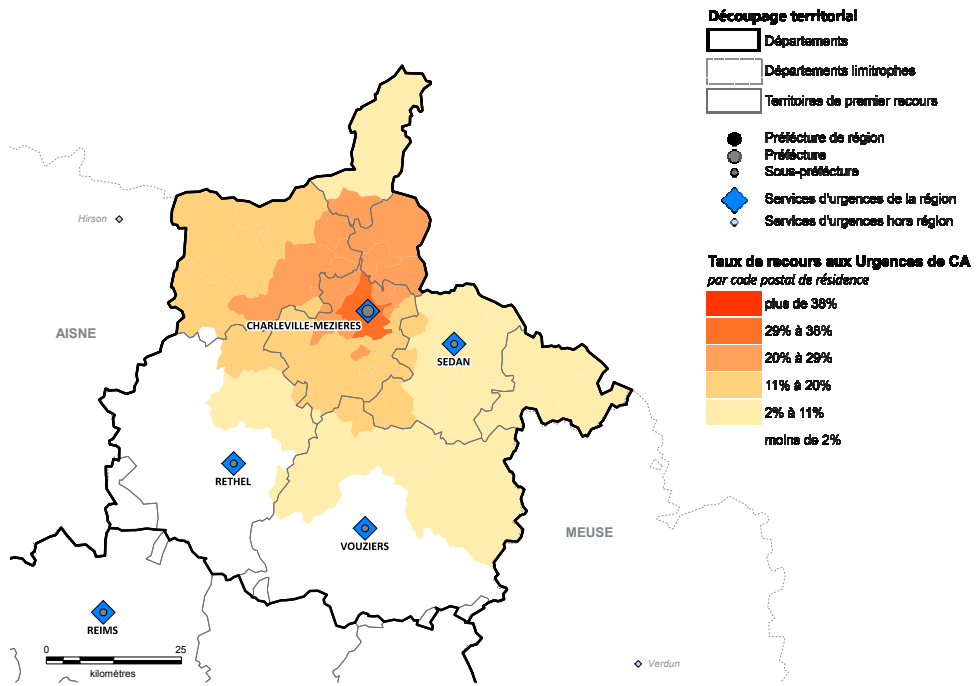 Découpage territorial
Départements
Départements limitrophes
Territoires de premier recours
Préfécture de région
Préfécture
Sous-préfécture
Services d'urgences de la région
Services d'urgences hors région
Taux de recours aux Urgences de CA
par code postal de résidence
plus de 38%
29% à 38%
20% à 29%
11% à 20%
2% à 11%
moins de 2%
Hirson
AISNE
CHARLEVILLE-MEZIERES
SEDAN
RETHEL
VOUZIERS
MEUSE
REIMS
Verdun
0 25
kilomètres